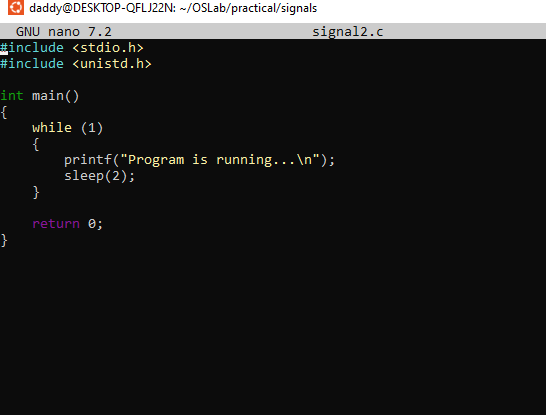 daddy@DESKTOP-QFLJ22N: ~/OSLab/practical/signals
GNU nano 7.2 signal2.c
#include <stdio.h>
#include <unistd.h>
int main()
{
    while (1)
    {
        printf("Program is running...\n");
        sleep(2);
    }
    return 0;
}